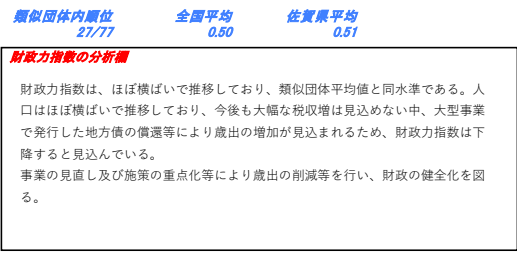 類似団体内順位 全国平均 佐賀県平均
27/77 0.50 0.51
財政力指数の分析欄
財政力指数は、ほぼ横ばいで推移しており、類似団体平均値と同水準である。人
口はほぼ横ばいで推移しており、今後も大幅な税収増は見込めない中、大型事業
で発行した地方債の償還等により歳出の増加が見込まれるため、財政力指数は下
降すると見込んでいる。
事業の見直し及び施策の重点化等により歳出の削減等を行い、財政の健全化を図
る。